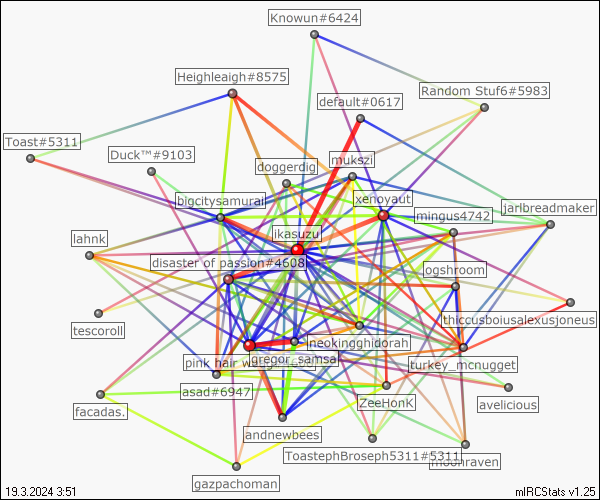 Knowun#6424
Heighleaigh#8575
Random Stuf6#5983
default#0617
Toast#5311
Duck™#9103
mukszi
doggerdig
xenoyaut
bigcitysamurai
jarlbreadmaker
mingus4742
ikasuzu
lahnk
disaster of passion#4608
ogshroom
thiccusboiusalexusjoneus
tescoroll
neokingghidorah
gregor_samsa
pink hair w
turkey_mcnugget
asad#6947
ZeeHonK
avelicious
facadas.
andnewbees
ToastephBroseph5311#5311
moonraven
gazpachoman
19.3.2024 3:51
mIRCStats v1.25